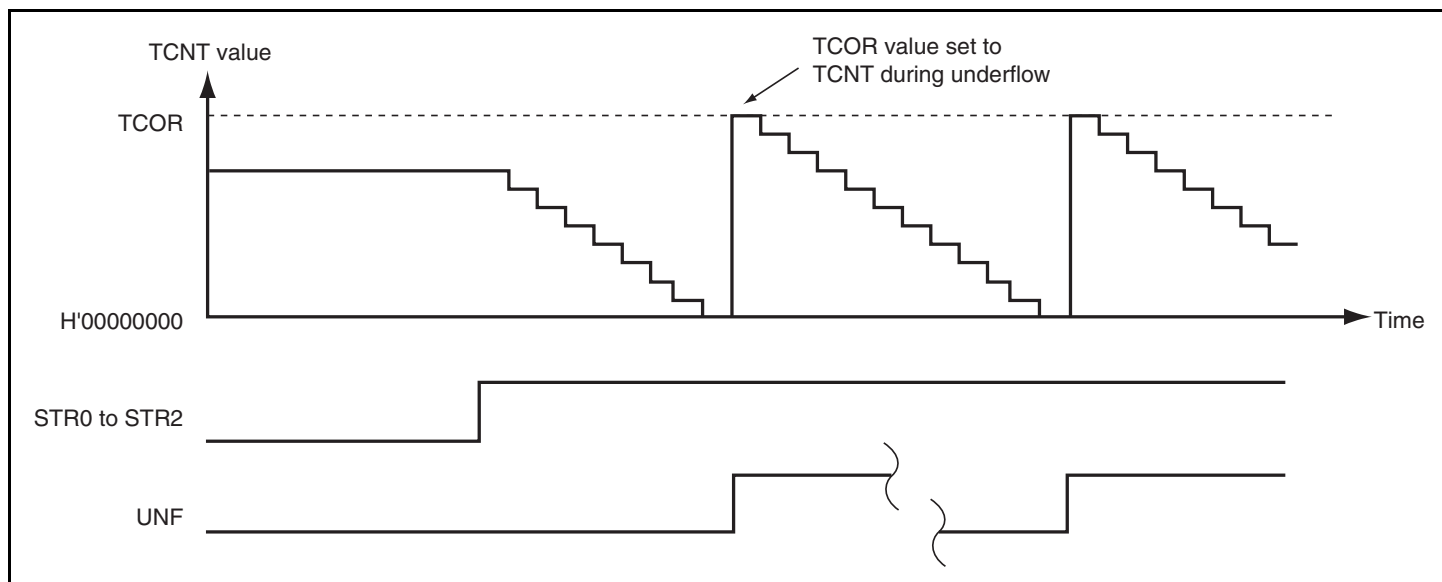 TCNT value
TCOR value set to
TCNT during underflow
TCOR
H'00000000
Time
STR0 to STR2
UNF